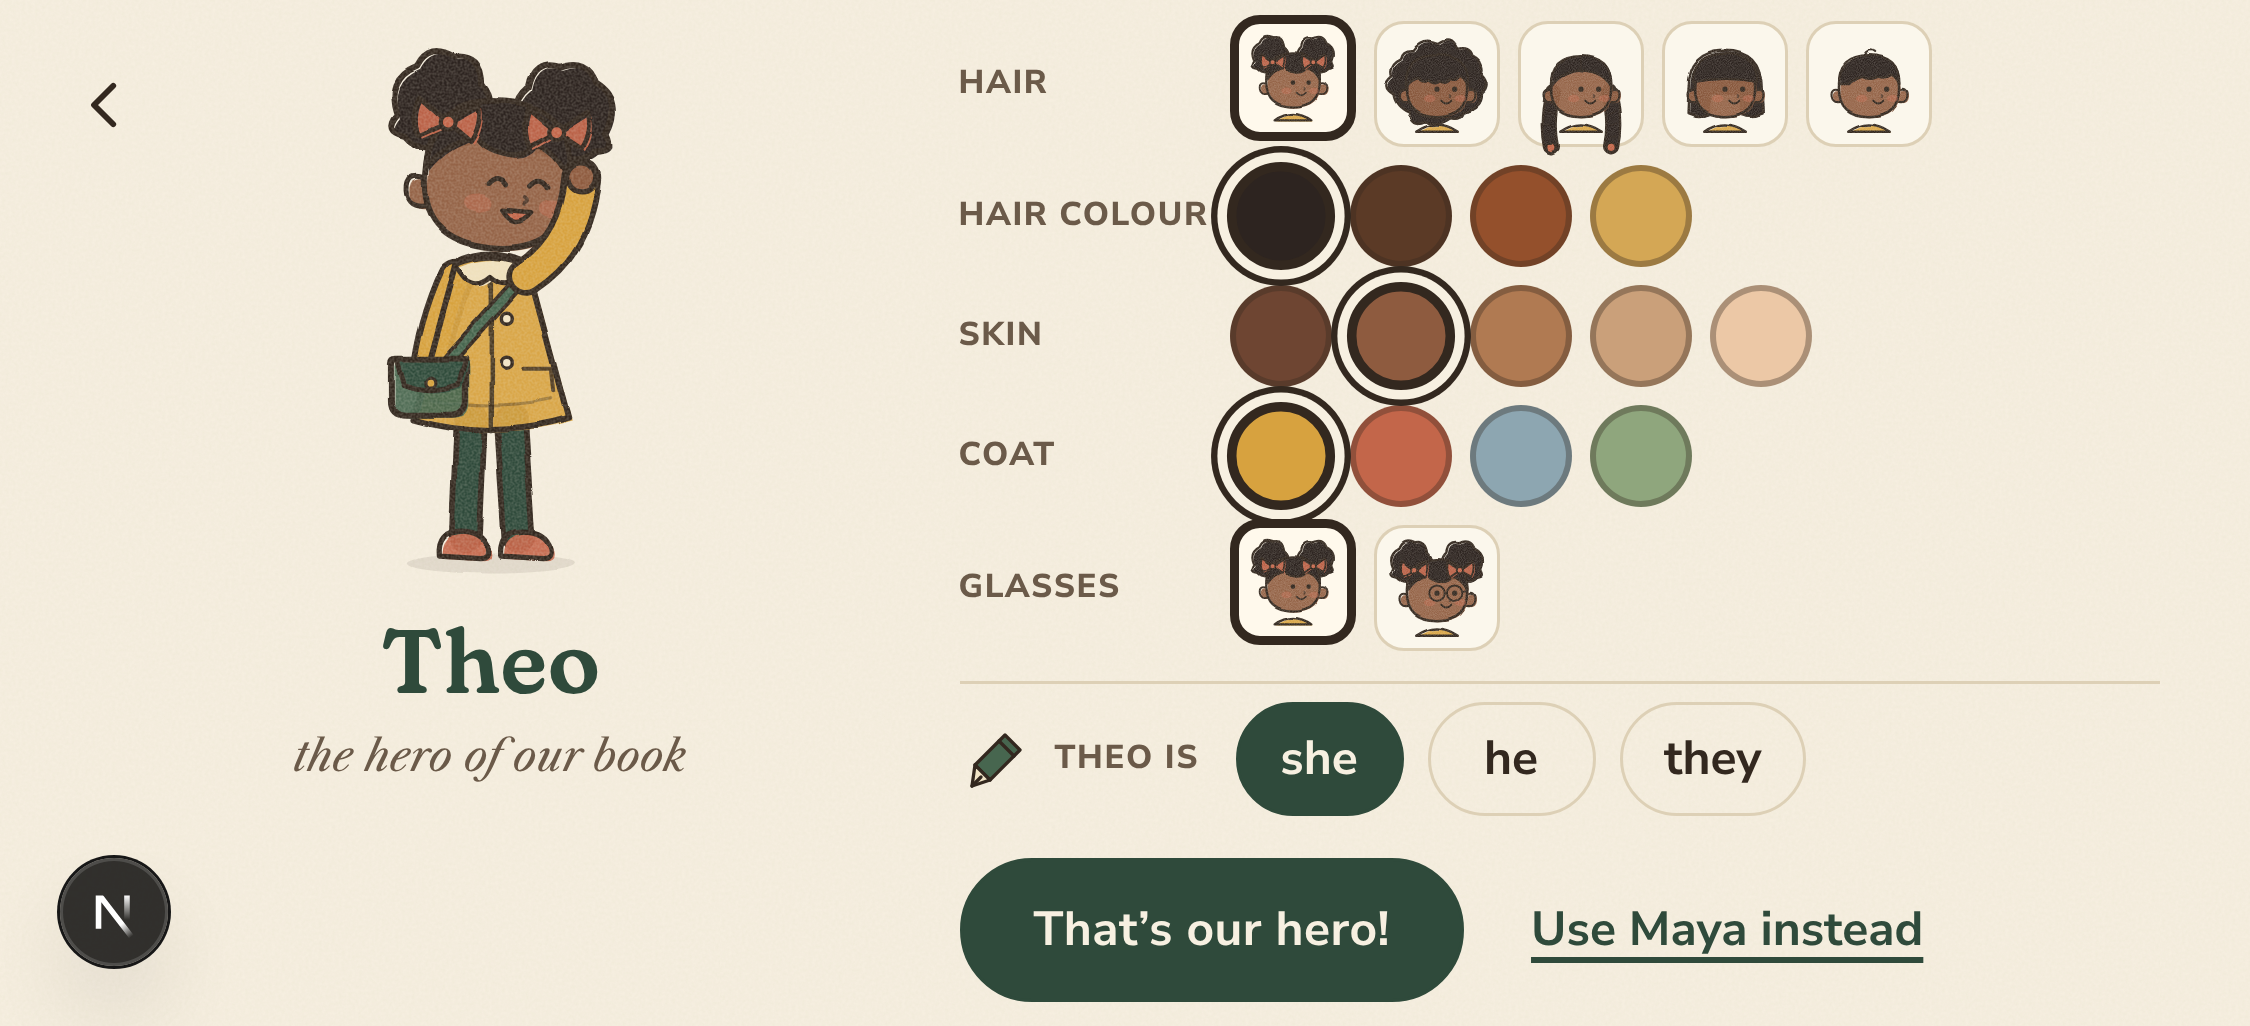 HAIR
HAIR COLOUR
SKIN
COAT
GLASSES
Theo
the hero of our book
THEO IS
she
he
they
N
That’s our hero!
Use Maya instead